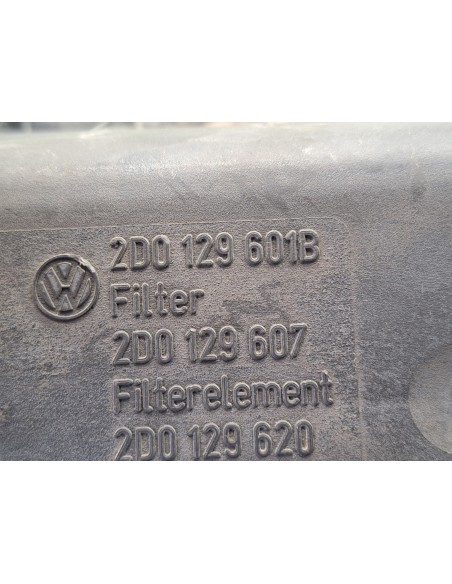 2D0 129 601B
Filter
2D0 129 607
Filterelement
2D0 129 620